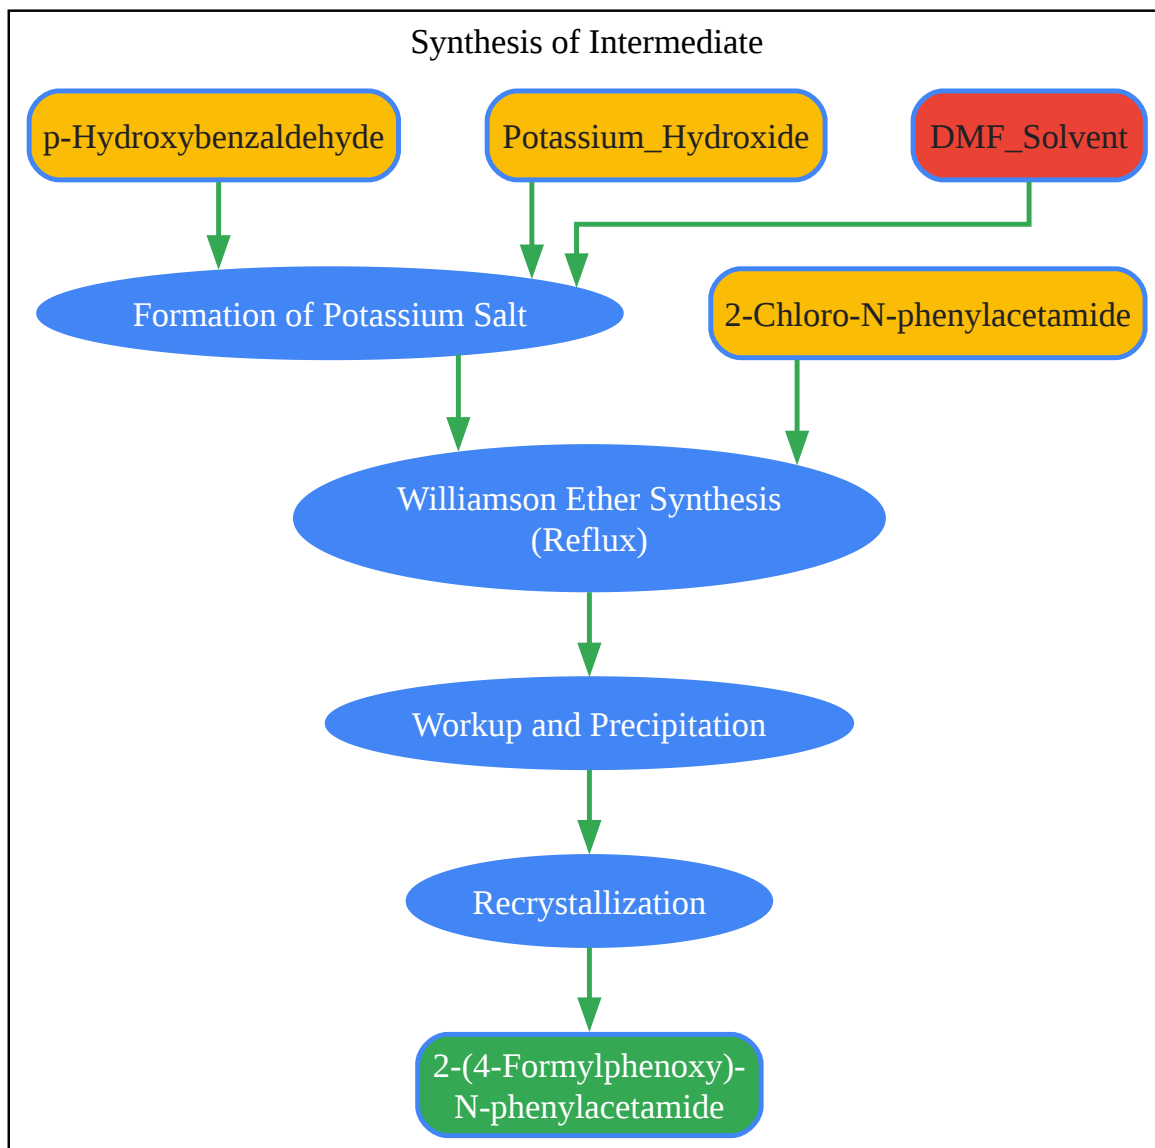 Synthesis of Intermediate
p-Hydroxybenzaldehyde
Potassium_Hydroxide
DMF_Solvent
Formation of Potassium Salt
2-Chloro-N-phenylacetamide
Williamson Ether Synthesis
(Reflux)
Workup and Precipitation
Recrystallization
2-(4-Formylphenoxy)-
N-phenylacetamide